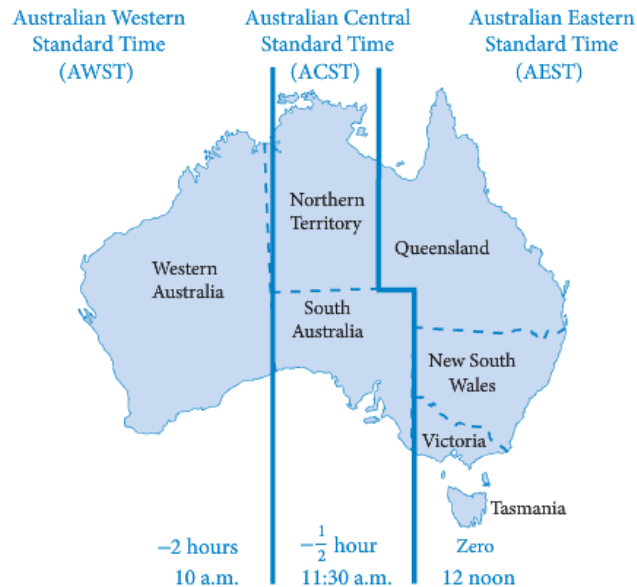 Australian Western
Standard Time
(AWST)
Australian Central
Standard Time
(ACST)
Australian Eastern
Standard Time
(AEST)
Northern
Territory
Queensland
Western
Australia
South
Australia
New South
Wales
Victoria
Tasmania
−2 hours
10 a.m.
−1/2 hour
11:30 a.m.
Zero
12 noon